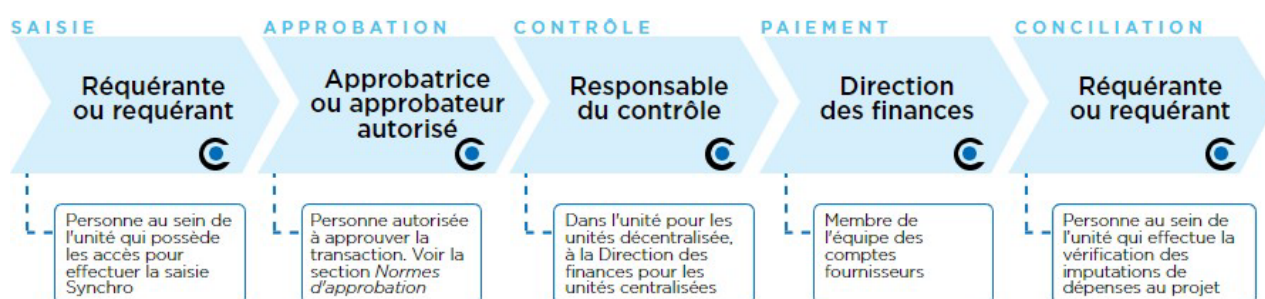 SAISIE
APPROBATION
CONTRÔLE
PAIEMENT
CONCILIATION
Réquérante
ou requérant
Approbatrice
ou approbateur
autorisé
Responsable
du contrôle
Direction
des finances
Réquérante
ou requérant
Personne au sein de
l'unité qui possède
les accès pour
effectuer la saisie
Synchro
Personne autorisée
à approuver la
transaction. Voir la
section Normes
d'approbation
Dans l'unité pour les
unités décentralisée,
à la Direction des
finances pour les
unités centralisées
Membre de
l'équipe des
comptes
fournisseurs
Personne au sein de
l'unité qui effectue la
vérification des
imputations de
dépenses au projet